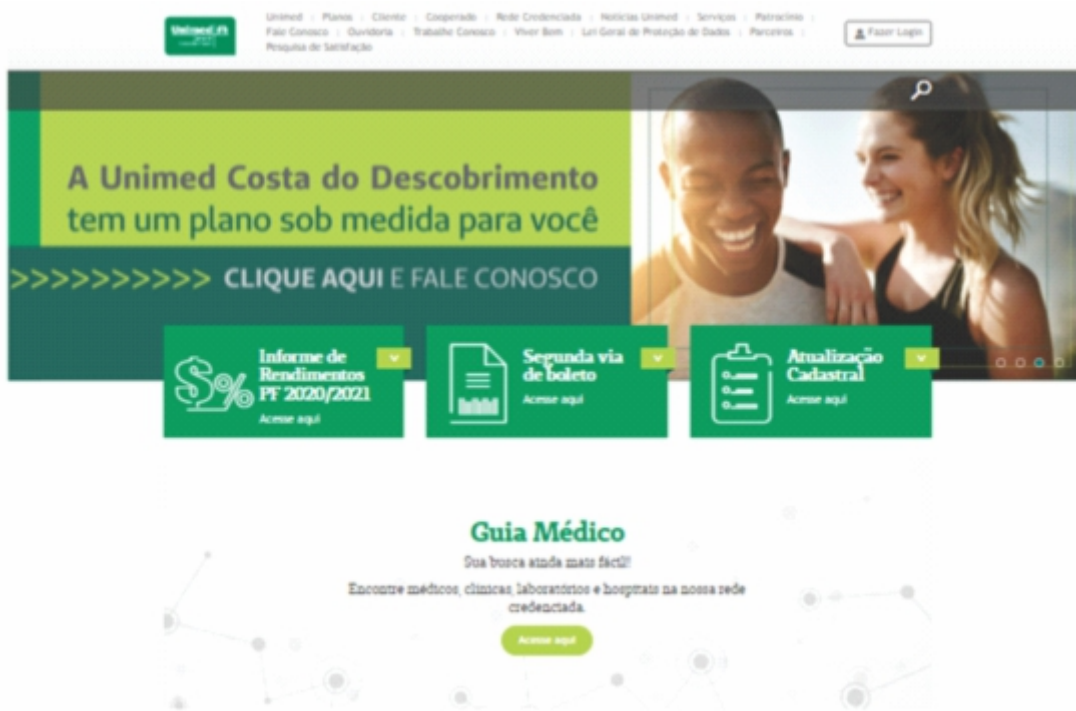 Unimed
Unimed | Planos | Cliente | Cooperado | Rede Credenciada | Notícias Unimed | Serviços | Patrocínio |
Fale Conosco | Ouvidoria | Trabalhe Conosco | Viver Bem | Lei Geral de Proteção de Dados | Parceiros |
Pesquisa de Satisfação
Fazer Login
A Unimed Costa do Descobrimento
tem um plano sob medida para você
>>>>>>>>>> CLIQUE AQUI E FALE CONOSCO
Informe de
Rendimentos
PF 2020/2021
Acesse aqui
Segunda via
de boleto
Acesse aqui
Atualização
Cadastral
Acesse aqui
Guia Médico
Sua busca ainda mais fácil!
Encontre médicos, clínicas, laboratórios e hospitais na nossa rede
credenciada.
Acesse aqui